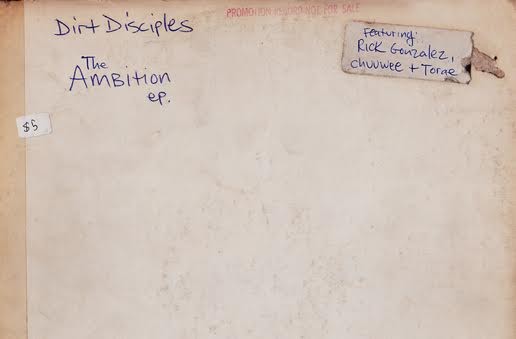 Dirt Disciples
PROMOTION RECORD NOT FOR SALE
Featuring:
Rick Gonzalez,
chuuwee + Torae
The
Ambition
ep.
$5